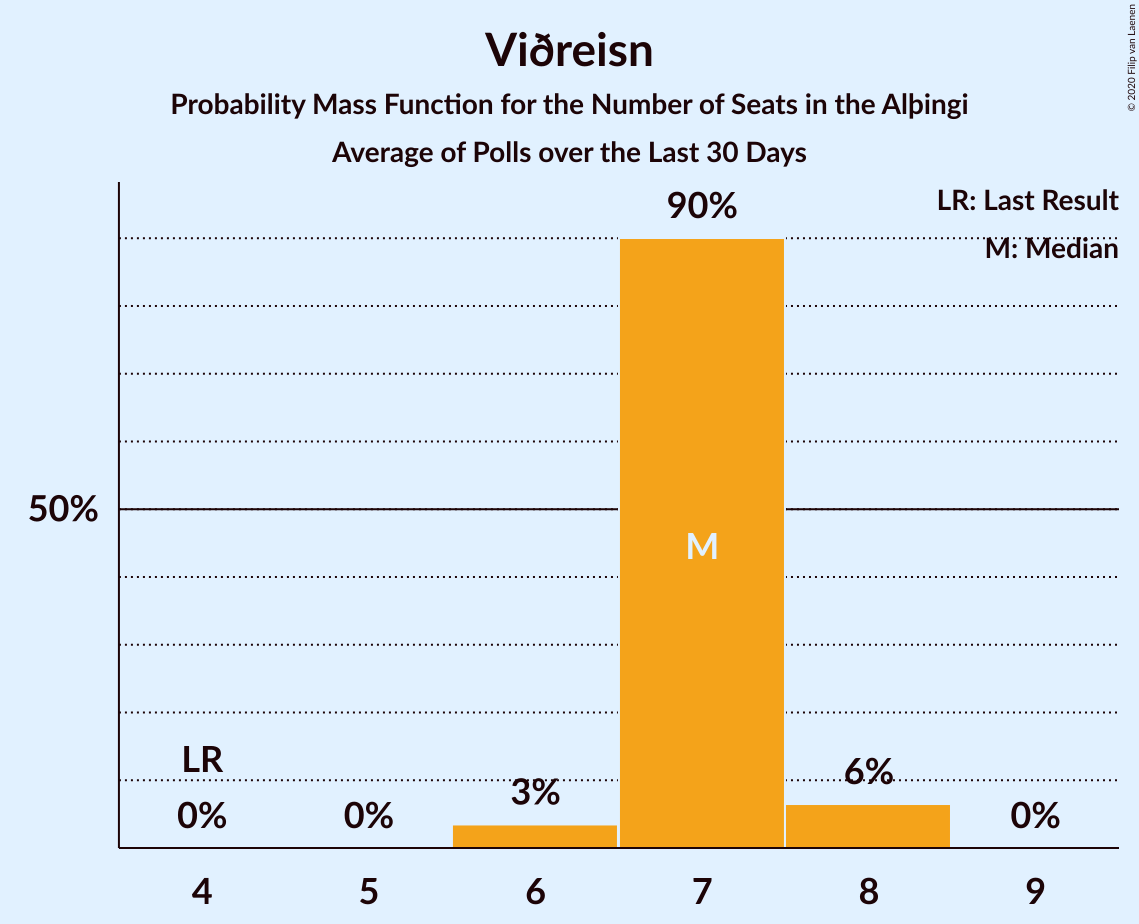 Viðreisn
Probability Mass Function for the Number of Seats in the Alþingi
Average of Polls over the Last 30 Days
© 2020 Filip van Laenen
LR: Last Result
M: Median
90%
50%
M
LR
0%
0%
3%
6%
0%
4
5
6
7
8
9